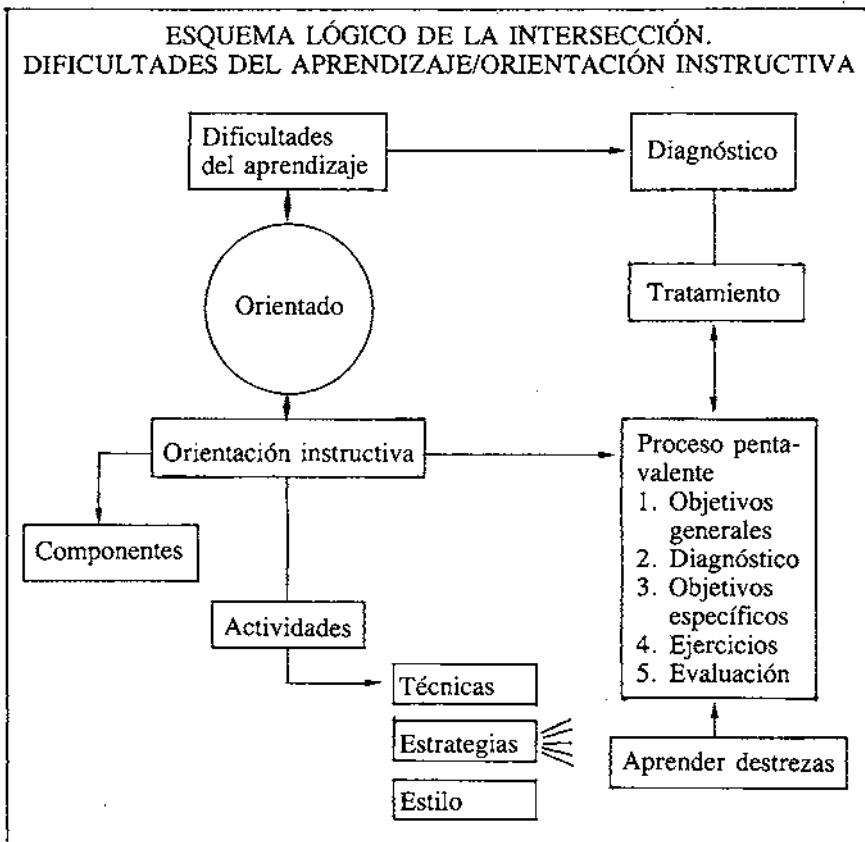 ESQUEMA LÓGICO DE LA INTERSECCIÓN.
DIFICULTADES DEL APRENDIZAJE/ORIENTACIÓN INSTRUCTIVA
Dificultades
del aprendizaje
Diagnóstico
Orientado
Tratamiento
Orientación instructiva
Proceso penta-
valente
1. Objetivos
generales
2. Diagnóstico
3. Objetivos
específicos
4. Ejercicios
5. Evaluación
Componentes
Actividades
Técnicas
Estrategias
Estilo
Aprender destrezas